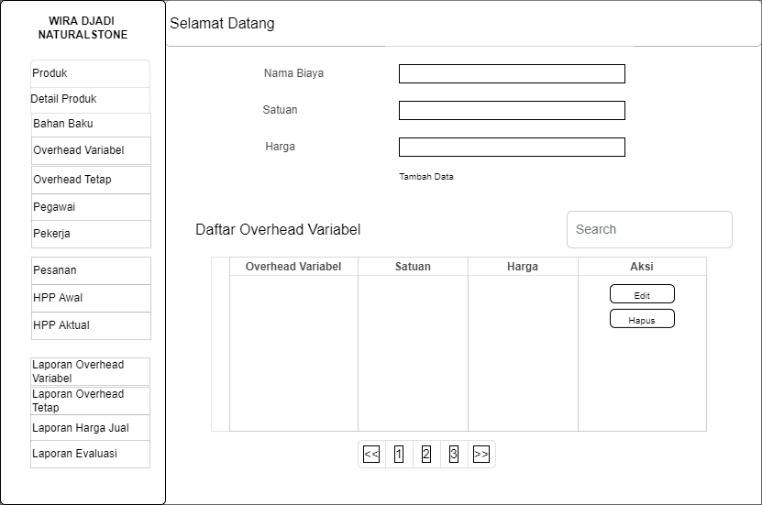 WIRA DJADI
NATURALSTONE
Selamat Datang
Produk
Detail Produk
Bahan Baku
Overhead Variabel
Overhead Tetap
Pegawai
Pekerja
Pesanan
HPP Awal
HPP Aktual
Laporan Overhead
Variabel
Laporan Overhead
Tetap
Laporan Harga Jual
Laporan Evaluasi
Nama Biaya
Satuan
Harga
Tambah Data
Daftar Overhead Variabel
Search
Overhead Variabel Satuan Harga Aksi
Edit
Hapus
<< 1 2 3 >>